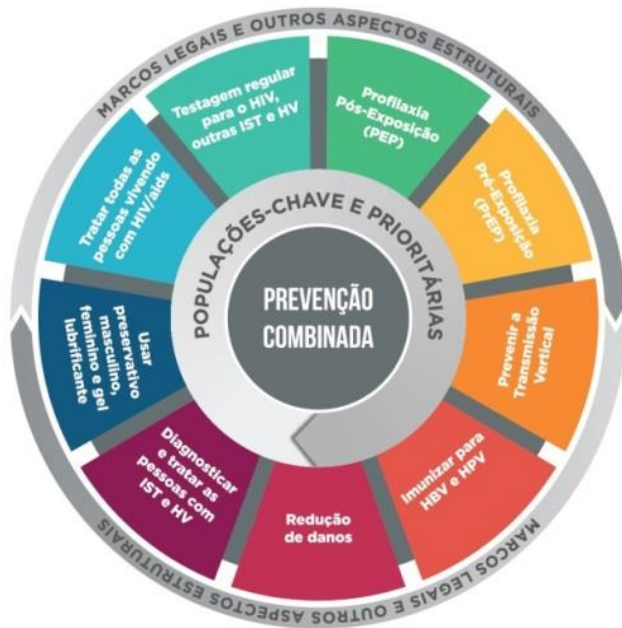 MARCOS LEGAIS E OUTROS ASPECTOS ESTRUTURAIS
Testagem regular
para o HIV,
outras IST e HV
Profilaxia
Pós-Exposição
(PEP)
Profilaxia
Pré-Exposição
(PrEP)
Prevenir a
Transmissão
Vertical
Imunizar para
HBV e HPV
Redução
de danos
Diagnosticar
e tratar as
pessoas com
IST e HV
Usar
preservativo
masculino,
feminino e gel
lubrificante
Tratar todas as
pessoas vivendo
com HIV/aids
POPULAÇÕES-CHAVE E PRIORITÁRIAS
PREVENÇÃO
COMBINADA
MARCOS LEGAIS E OUTROS ASPECTOS ESTRUTURAIS